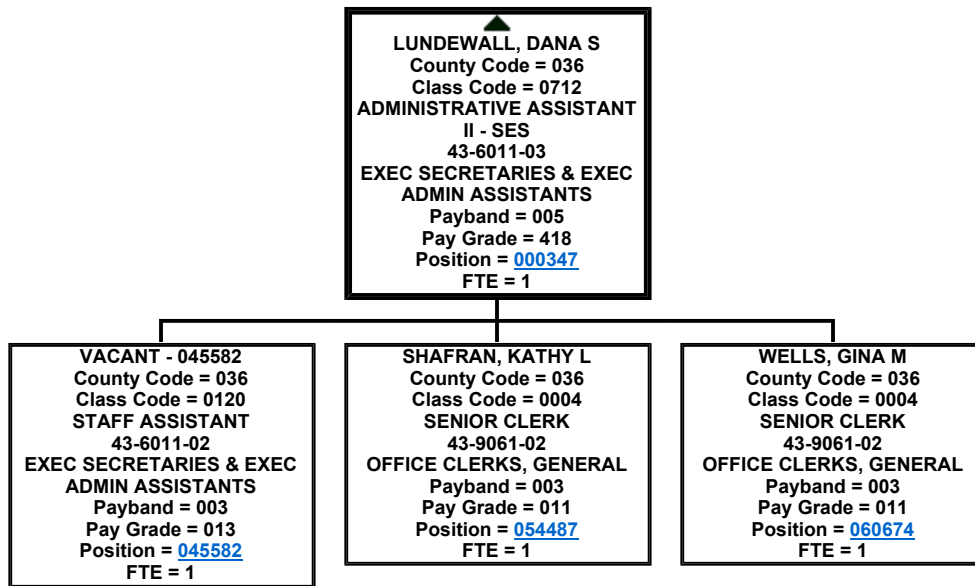 LUNDEWALL, DANA S
County Code = 036
Class Code = 0712
ADMINISTRATIVE ASSISTANT
II - SES
43-6011-03
EXEC SECRETARIES & EXEC
ADMIN ASSISTANTS
Payband = 005
Pay Grade = 418
Position = 000347
FTE = 1
VACANT - 045582
County Code = 036
Class Code = 0120
STAFF ASSISTANT
43-6011-02
EXEC SECRETARIES & EXEC
ADMIN ASSISTANTS
Payband = 003
Pay Grade = 013
Position = 045582
FTE = 1
SHAFRAN, KATHY L
County Code = 036
Class Code = 0004
SENIOR CLERK
43-9061-02
OFFICE CLERKS, GENERAL
Payband = 003
Pay Grade = 011
Position = 054487
FTE = 1
WELLS, GINA M
County Code = 036
Class Code = 0004
SENIOR CLERK
43-9061-02
OFFICE CLERKS, GENERAL
Payband = 003
Pay Grade = 011
Position = 060674
FTE = 1